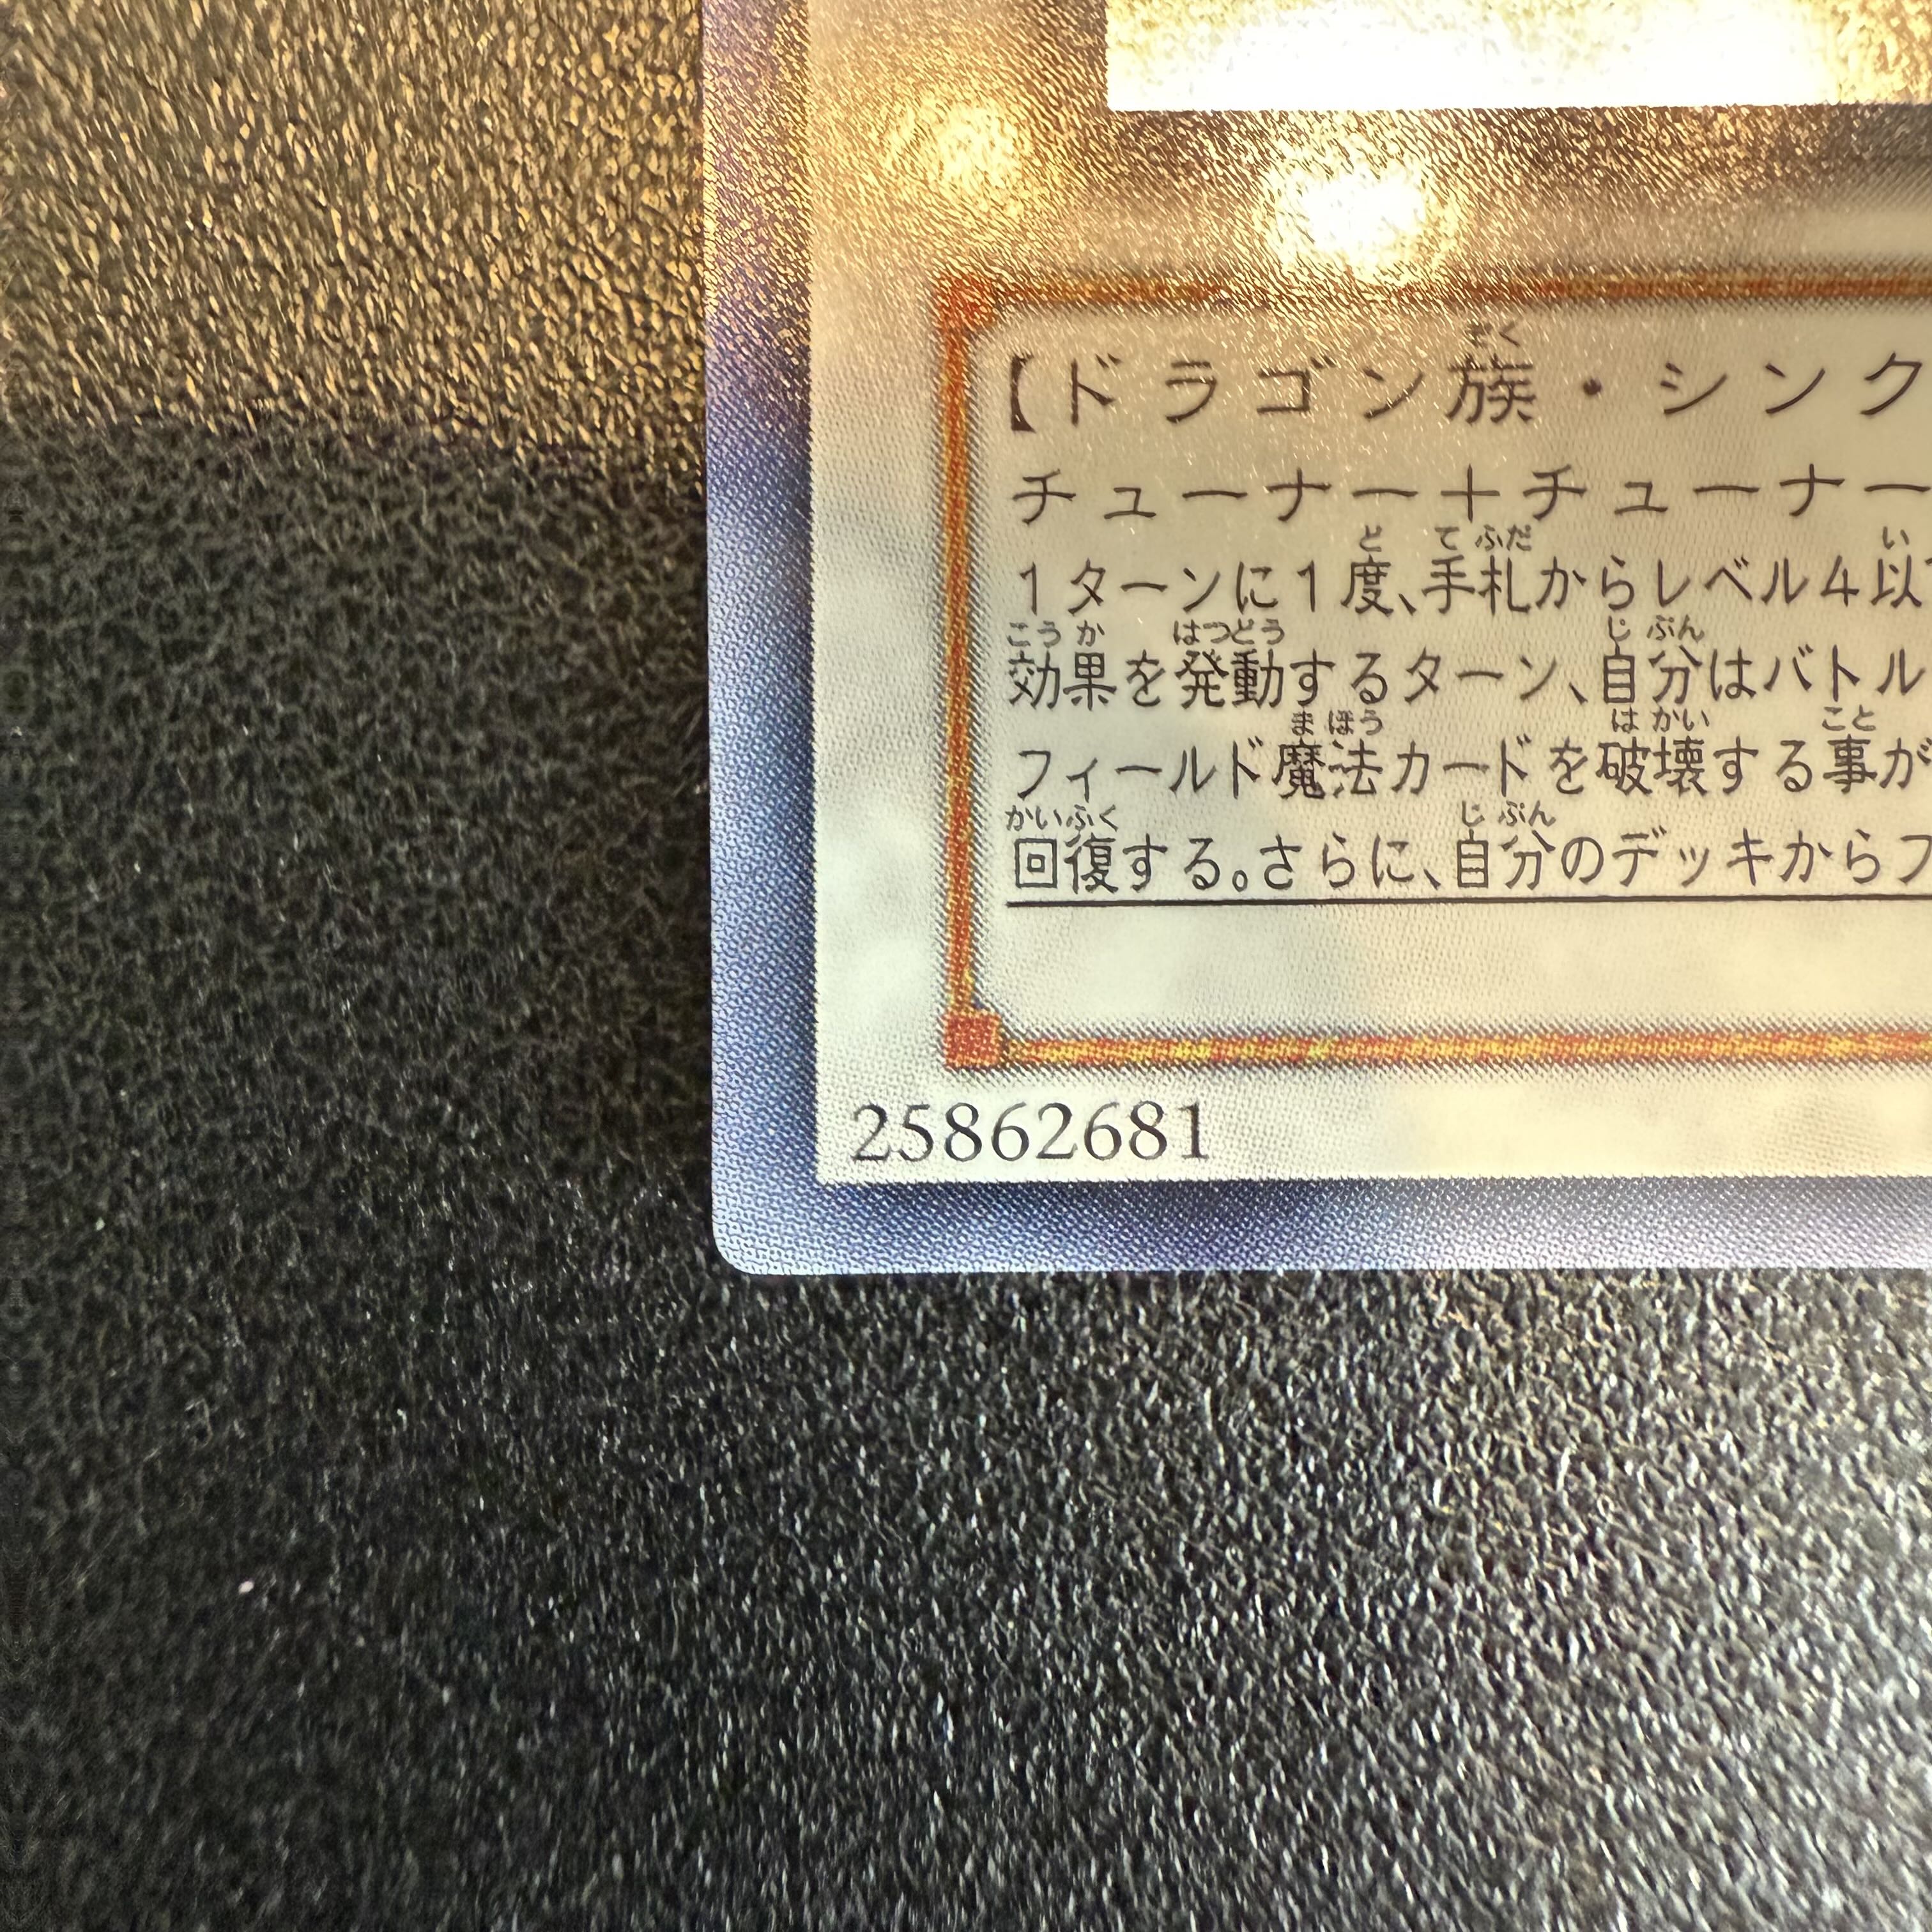 【ドラゴン族・シンク
チューナー＋チューナー
1ターンに1度、手札からレベル4以
効果を発動するターン、自分はバトル
フィールド魔法カードを破壊する事が
回復する。さらに、自分のデッキからフ
25862681